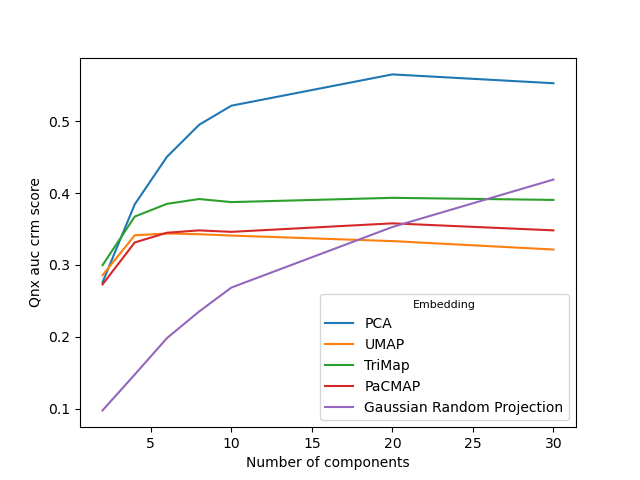 Qnx auc crm score
0.5
0.4
0.3
0.2
0.1
Embedding
PCA
UMAP
TriMap
PaCMAP
Gaussian Random Projection
5
10
15
20
25
30
Number of components